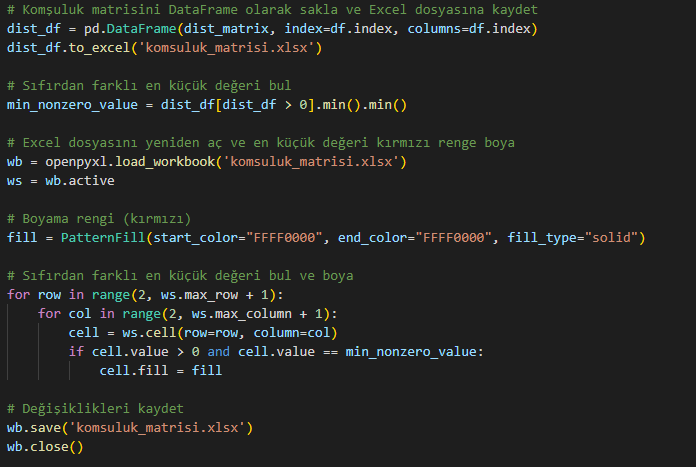 # Komşuluk matrisini DataFrame olarak sakla ve Excel dosyasına kaydet
dist_df = pd.DataFrame(dist_matrix, index=df.index, columns=df.index)
dist_df.to_excel('komsuluk_matrisi.xlsx')

# Sıfırdan farklı en küçük değeri bul
min_nonzero_value = dist_df[dist_df > 0].min().min()

# Excel dosyasını yeniden aç ve en küçük değeri kırmızı renge boya
wb = openpyxl.load_workbook('komsuluk_matrisi.xlsx')
ws = wb.active

# Boyama rengi (kırmızı)
fill = PatternFill(start_color="FFFF0000", end_color="FFFF0000", fill_type="solid")

# Sıfırdan farklı en küçük değeri bul ve boya
for row in range(2, ws.max_row + 1):
    for col in range(2, ws.max_column + 1):
        cell = ws.cell(row=row, column=col)
        if cell.value > 0 and cell.value == min_nonzero_value:
            cell.fill = fill

# Değişiklikleri kaydet
wb.save('komsuluk_matrisi.xlsx')
wb.close()